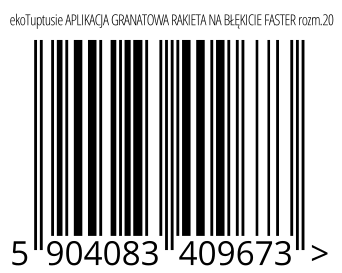 ekoTuptusie APLIKACJA GRANATOWA RAKIETA NA BŁĘKICIE FASTER rozm.20
5 904083 409673 >